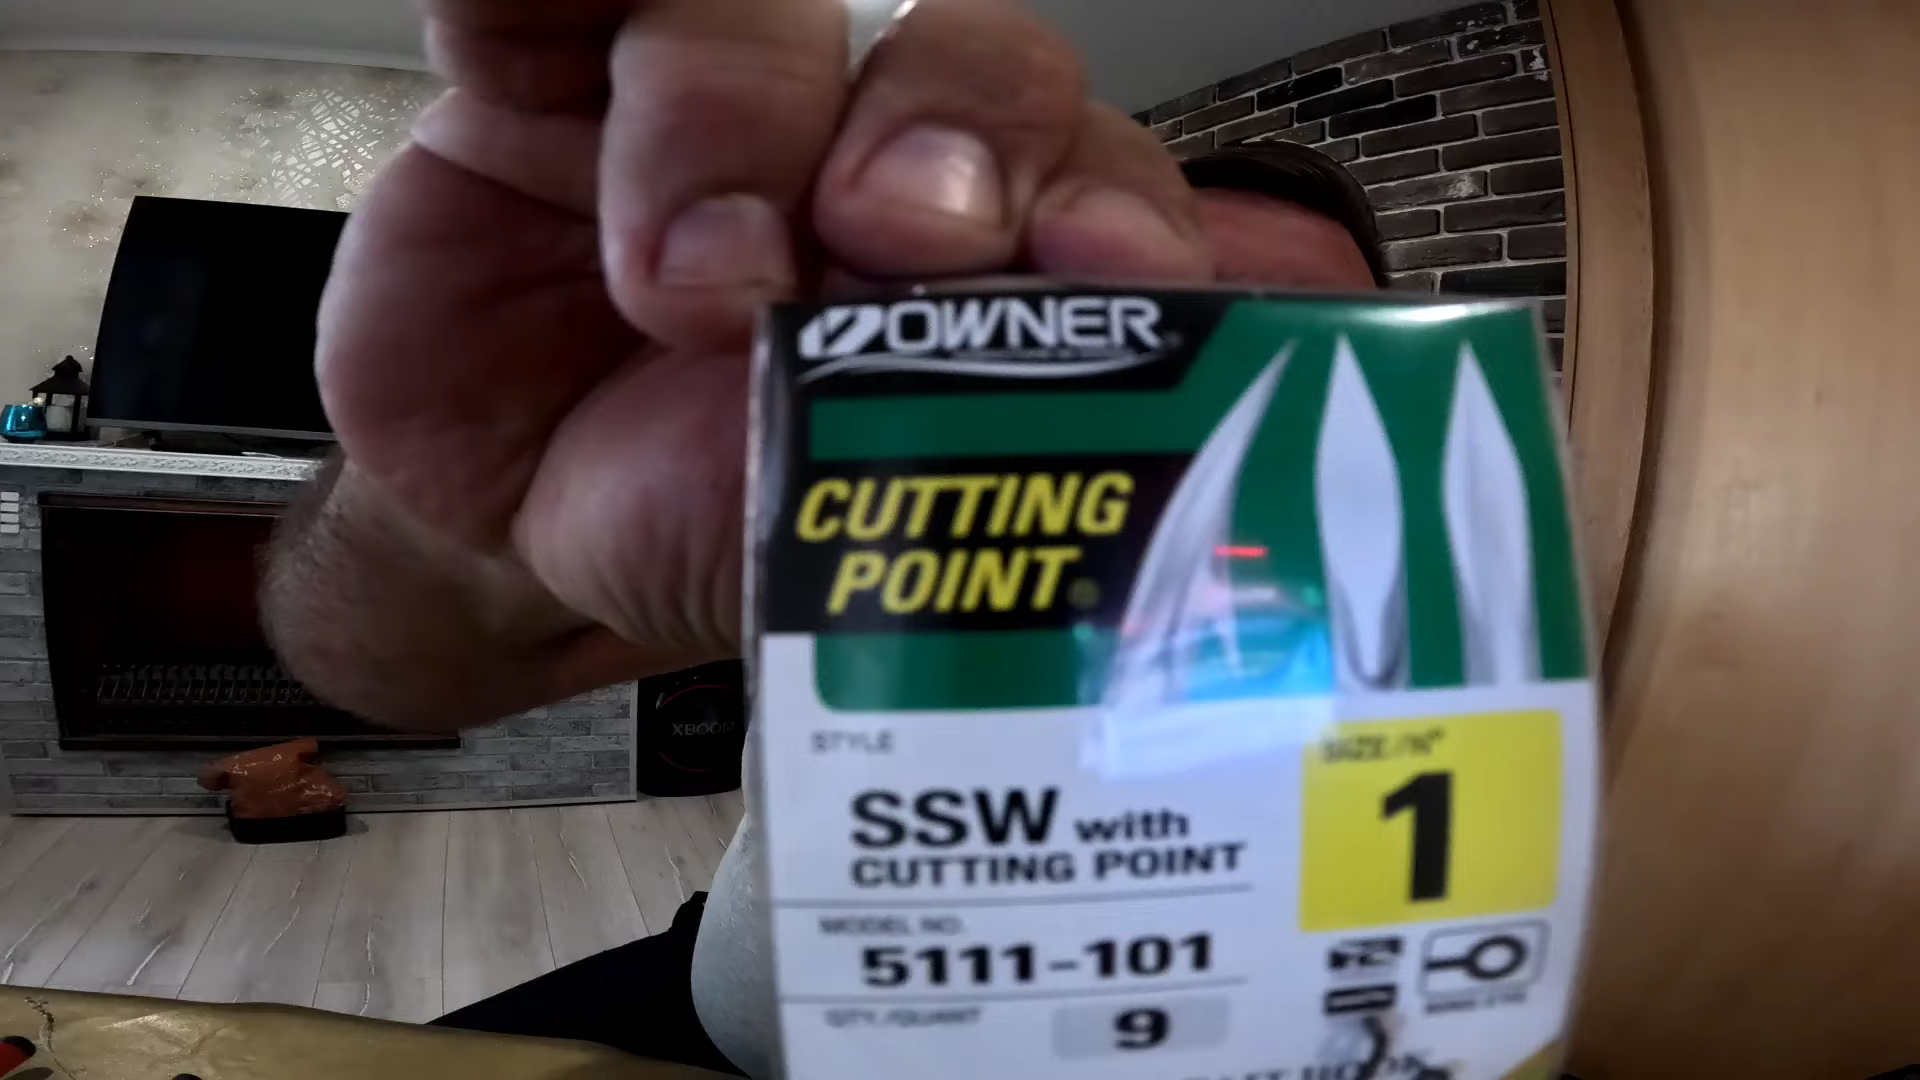 OWNER
CUTTING
POINT
STYLE
SSW with
CUTTING POINT
SIZE/N°
1
MODEL NO.
5111-101
QTY./QUANT
9
XBOOM